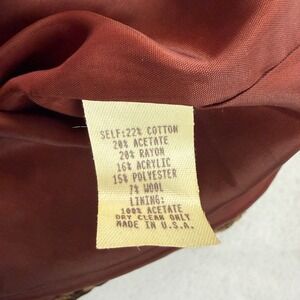 SELF:22% COTTON
20% ACETATE
20% RAYON
16% ACRYLIC
15% POLYESTER
7% WOOL
LINING:
100% ACETATE
DRY CLEAN ONLY
MADE IN U.S.A.